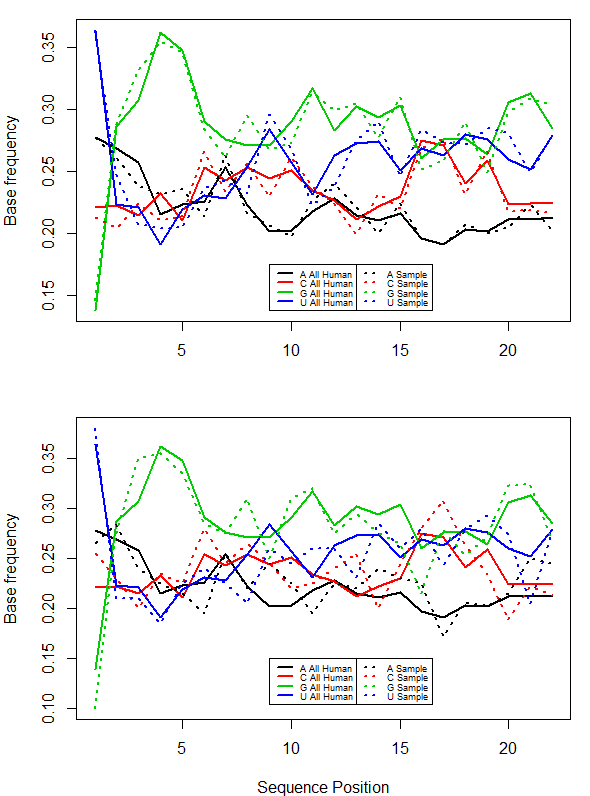 Base frequency
0.35
0.30
0.25
0.20
0.15
A All Human A Sample
C All Human C Sample
G All Human G Sample
U All Human U Sample
5 10 15 20
Base frequency
0.35
0.30
0.25
0.20
0.15
0.10
A All Human A Sample
C All Human C Sample
G All Human G Sample
U All Human U Sample
5 10 15 20
Sequence Position